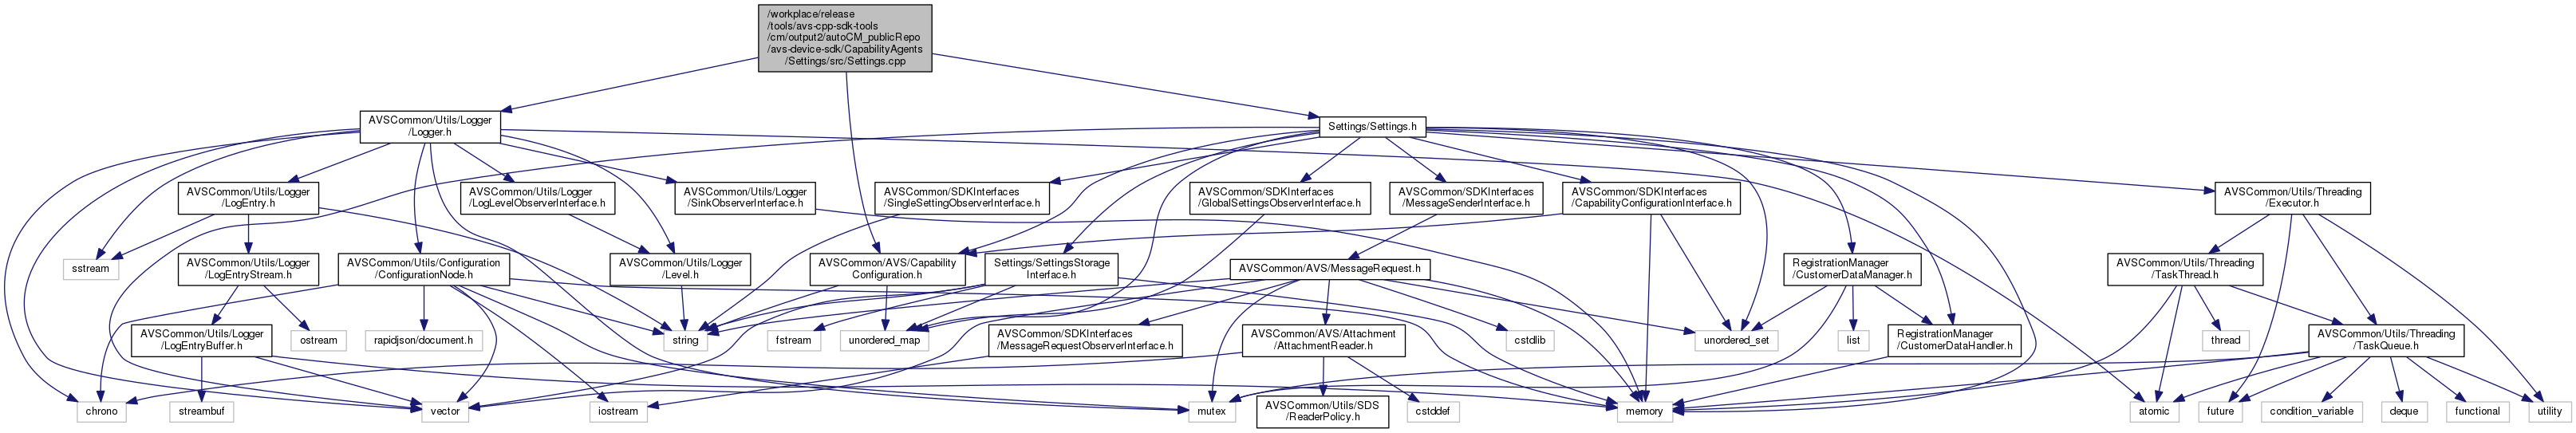 /workplace/release
/tools/avs-cpp-sdk-tools
/cm/output2/autoCM_publicRepo
/avs-device-sdk/CapabilityAgents
/Settings/src/Settings.cpp
AVSCommon/Utils/Logger
/Logger.h
Settings/Settings.h
AVSCommon/Utils/Logger
/LogEntry.h
AVSCommon/Utils/Logger
/LogLevelObserverInterface.h
AVSCommon/Utils/Logger
/SinkObserverInterface.h
AVSCommon/SDKInterfaces
/SingleSettingObserverInterface.h
AVSCommon/SDKInterfaces
/GlobalSettingsObserverInterface.h
AVSCommon/SDKInterfaces
/MessageSenderInterface.h
AVSCommon/SDKInterfaces
/CapabilityConfigurationInterface.h
AVSCommon/Utils/Threading
/Executor.h
sstream
AVSCommon/Utils/Logger
/LogEntryStream.h
AVSCommon/Utils/Configuration
/ConfigurationNode.h
AVSCommon/Utils/Logger
/Level.h
AVSCommon/AVS/Capability
Configuration.h
Settings/SettingsStorage
Interface.h
AVSCommon/AVS/MessageRequest.h
RegistrationManager
/CustomerDataManager.h
AVSCommon/Utils/Threading
/TaskThread.h
AVSCommon/Utils/Logger
/LogEntryBuffer.h
ostream
rapidjson/document.h
string
fstream
unordered_map
AVSCommon/SDKInterfaces
/MessageRequestObserverInterface.h
AVSCommon/AVS/Attachment
/AttachmentReader.h
cstdlib
unordered_set
list
RegistrationManager
/CustomerDataHandler.h
thread
AVSCommon/Utils/Threading
/TaskQueue.h
chrono
streambuf
vector
iostream
mutex
AVSCommon/Utils/SDS
/ReaderPolicy.h
cstddef
memory
atomic
future
condition_variable
deque
functional
utility